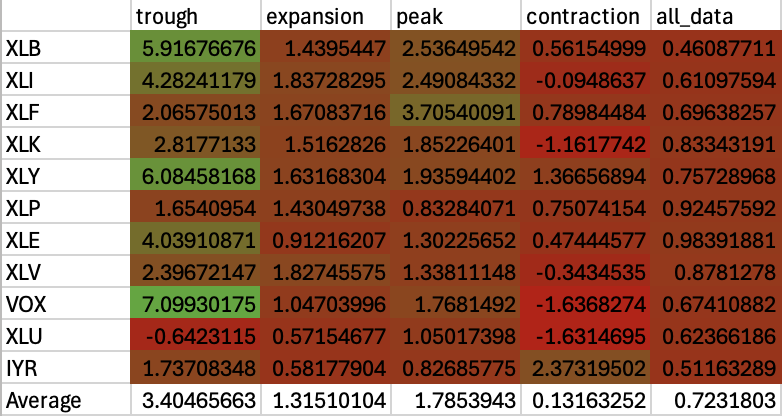 trough expansion peak contraction all_data
XLB 5.91676676 1.4395447 2.53649542 0.56154999 0.46087711
XLI 4.28241179 1.83728295 2.49084332 -0.0948637 0.61097594
XLF 2.06575013 1.67083716 3.70540091 0.78984484 0.69638257
XLK 2.8177133 1.5162826 1.85226401 -1.1617742 0.83343191
XLY 6.08458168 1.63168304 1.93594402 1.36656894 0.75728968
XLP 1.6540954 1.43049738 0.83284071 0.75074154 0.92457592
XLE 4.03910871 0.91216207 1.30225652 0.47444577 0.98391881
XLV 2.39672147 1.82745575 1.33811148 -0.3434535 0.8781278
VOX 7.09930175 1.04703996 1.7681492 -1.6368274 0.67410882
XLU -0.6423115 0.57154677 1.05017398 -1.6314695 0.62366186
IYR 1.73708348 0.58177904 0.82685775 2.37319502 0.51163289
Average 3.40465663 1.31510104 1.7853943 0.13163252 0.7231803